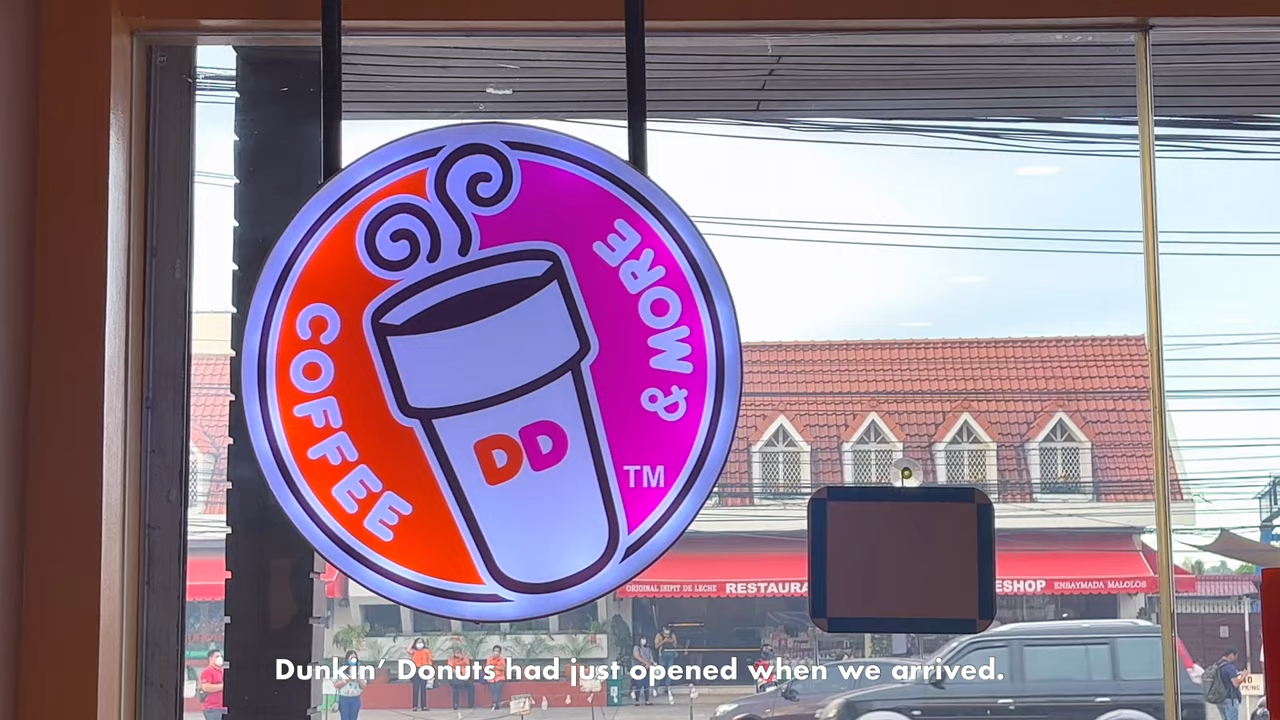 COFFEE
& MORE
DD
TM
ORIGINAL INIPIT DE LECHE RESTAURA
ESHOP ENSAYMADA MALOLOS
Dunkin' Donuts had just opened when we arrived.